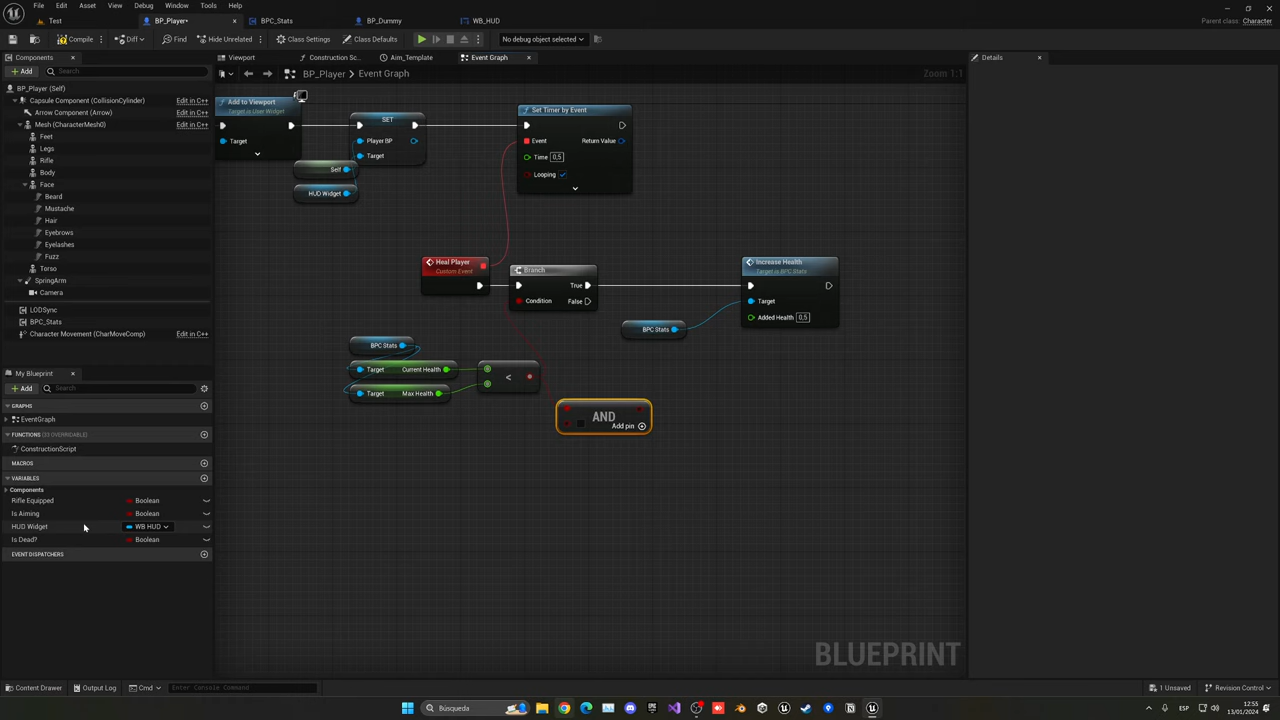 File Edit Asset View Debug Window Tools Help
Test BP_Player• BPC_Stats BP_Dummy WB_HUD Parent class: Character
Compile Diff Find Hide Unrelated Class Settings Class Defaults No debug object selected
Components Viewport Construction Sc... Aim_Template Event Graph Details
Add Search BP_Player > Event Graph Zoom 1:1
BP_Player (Self)
Capsule Component (CollisionCylinder) Edit in C++
Arrow Component (Arrow) Edit in C++
Mesh (CharacterMesh0) Edit in C++
Feet
Legs
Rifle
Body
Face
Beard
Mustache
Hair
Eyebrows
Eyelashes
Fuzz
Torso
SpringArm
Camera
LODSync
BPC_Stats
Character Movement (CharMoveComp) Edit in C++
Add to Viewport
Target is User Widget
Target
SET
Player BP
Target
Self
HUD Widget
Set Timer by Event
Event Return Value
Time 0,5
Looping
Heal Player
Custom Event
Branch
True
Condition False
Increase Health
Target is BPC Stats
Target
Added Health 0,5
BPC Stats
BPC Stats
Target Current Health
Target Max Health
<
AND
Add pin
My Blueprint
Add Search
GRAPHS
EventGraph
FUNCTIONS (33 OVERRIDABLE)
ConstructionScript
MACROS
VARIABLES
Components
Rifle Equipped Boolean
Is Aiming Boolean
HUD Widget WB HUD
Is Dead? Boolean
EVENT DISPATCHERS
BLUEPRINT
Content Drawer Output Log Cmd Enter Console Command 1 Unsaved Revision Control
Búsqueda ESP 12:55
13/01/2024